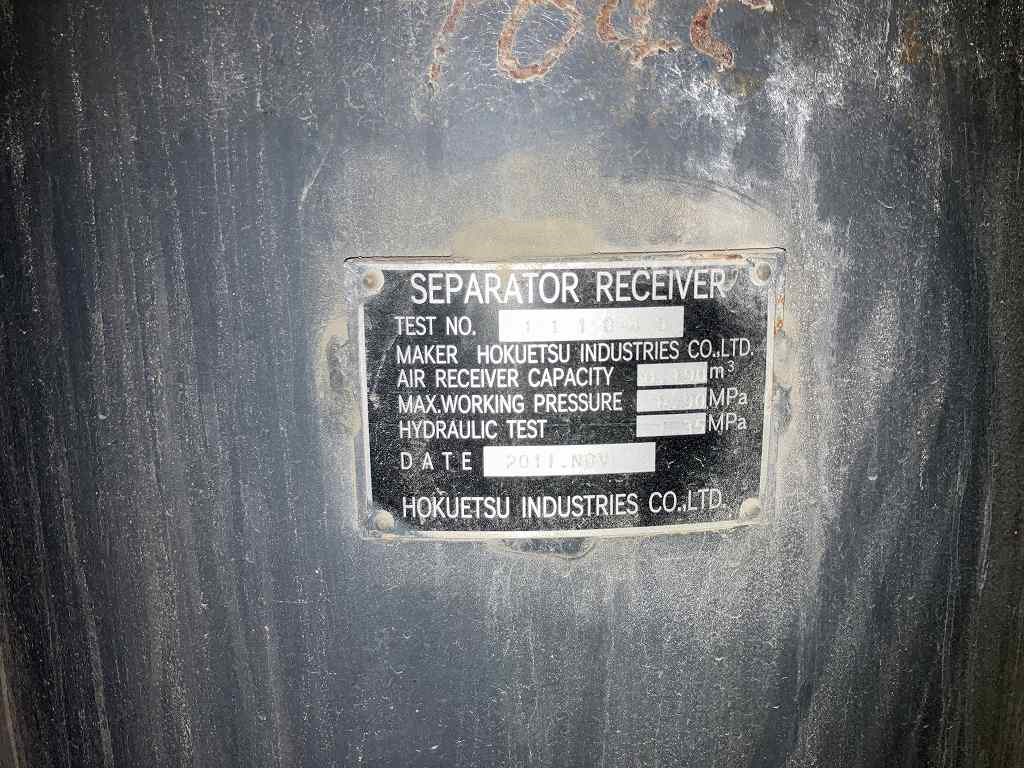 SEPARATOR RECEIVER
TEST NO.
MAKER HOKUETSU INDUSTRIES CO.,LTD.
AIR RECEIVER CAPACITY m³
MAX.WORKING PRESSURE MPa
HYDRAULIC TEST MPa
DATE 2011.NOV
HOKUETSU INDUSTRIES CO.,LTD.